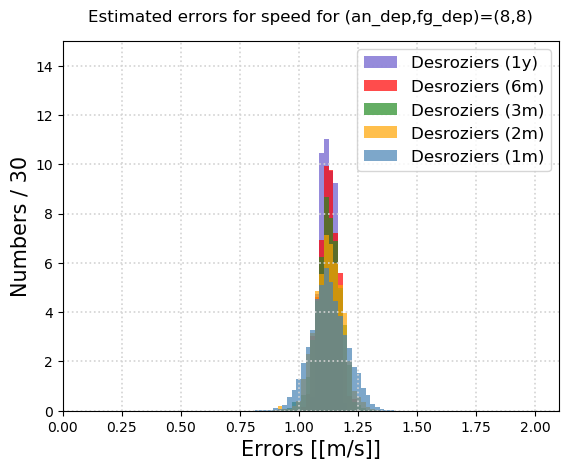 Estimated errors for speed for (an_dep,fg_dep)=(8,8)
Numbers / 30
14
12
10
8
6
4
2
0
Desroziers (1y)
Desroziers (6m)
Desroziers (3m)
Desroziers (2m)
Desroziers (1m)
0.00 0.25 0.50 0.75 1.00 1.25 1.50 1.75 2.00
Errors [[m/s]]